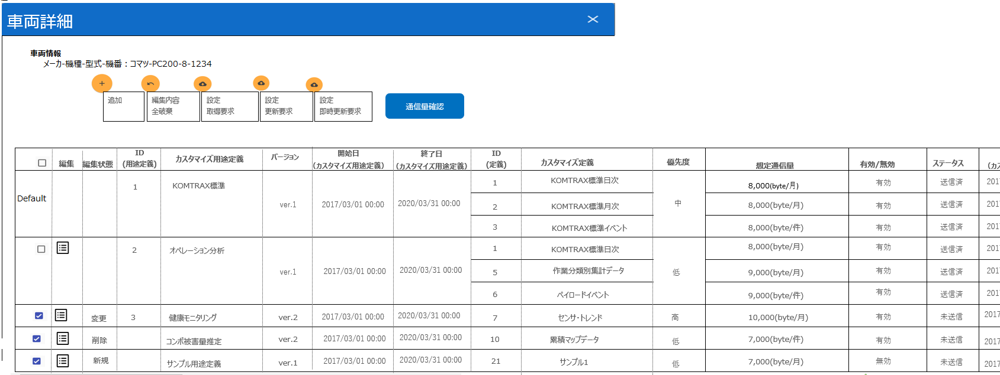 車両詳細
車両情報
メーカ-機種-型式-機番：コマツ-PC200-8-1234
追加
編集内容
全破棄
設定
取得要求
設定
更新要求
設定
即時更新要求
通信量確認
編集 編集状態 ID
(用途定義) カスタマイズ用途定義 バージョン 開始日
(カスタマイズ用途定義) 終了日
(カスタマイズ用途定義) ID
(定義) カスタマイズ定義 優先度 想定通信量 有効/無効 ステータス (カス
Default 1 KOMTRAX標準 ver.1 2017/03/01 00:00 2020/03/31 00:00 1 KOMTRAX標準日次 中 8,000(byte/月) 有効 送信済 2017
2 KOMTRAX標準月次 8,000(byte/月) 有効 送信済 2017
3 KOMTRAX標準イベント 8,000(byte/件) 有効 送信済 2017
2 オペレーション分析 ver.1 2017/03/01 00:00 2020/03/31 00:00 1 KOMTRAX標準日次 低 8,000(byte/月) 有効 送信済 2017
5 作業分類別集計データ 9,000(byte/月) 有効 送信済 2017
6 ペイロードイベント 9,000(byte/件) 有効 送信済 2017
変更 3 健康モニタリング ver.2 2017/03/01 00:00 2020/03/31 00:00 7 センサ・トレンド 高 10,000(byte/月) 有効 未送信 2017
削除 コンポ被害量推定 ver.2 2017/03/01 00:00 2020/03/31 00:00 10 累積マップデータ 低 7,000(byte/件) 有効 未送信 2017
新規 サンプル用途定義 ver.1 2017/03/01 00:00 2020/03/31 00:00 21 サンプル1 低 7,000(byte/月) 無効 未送信 2017